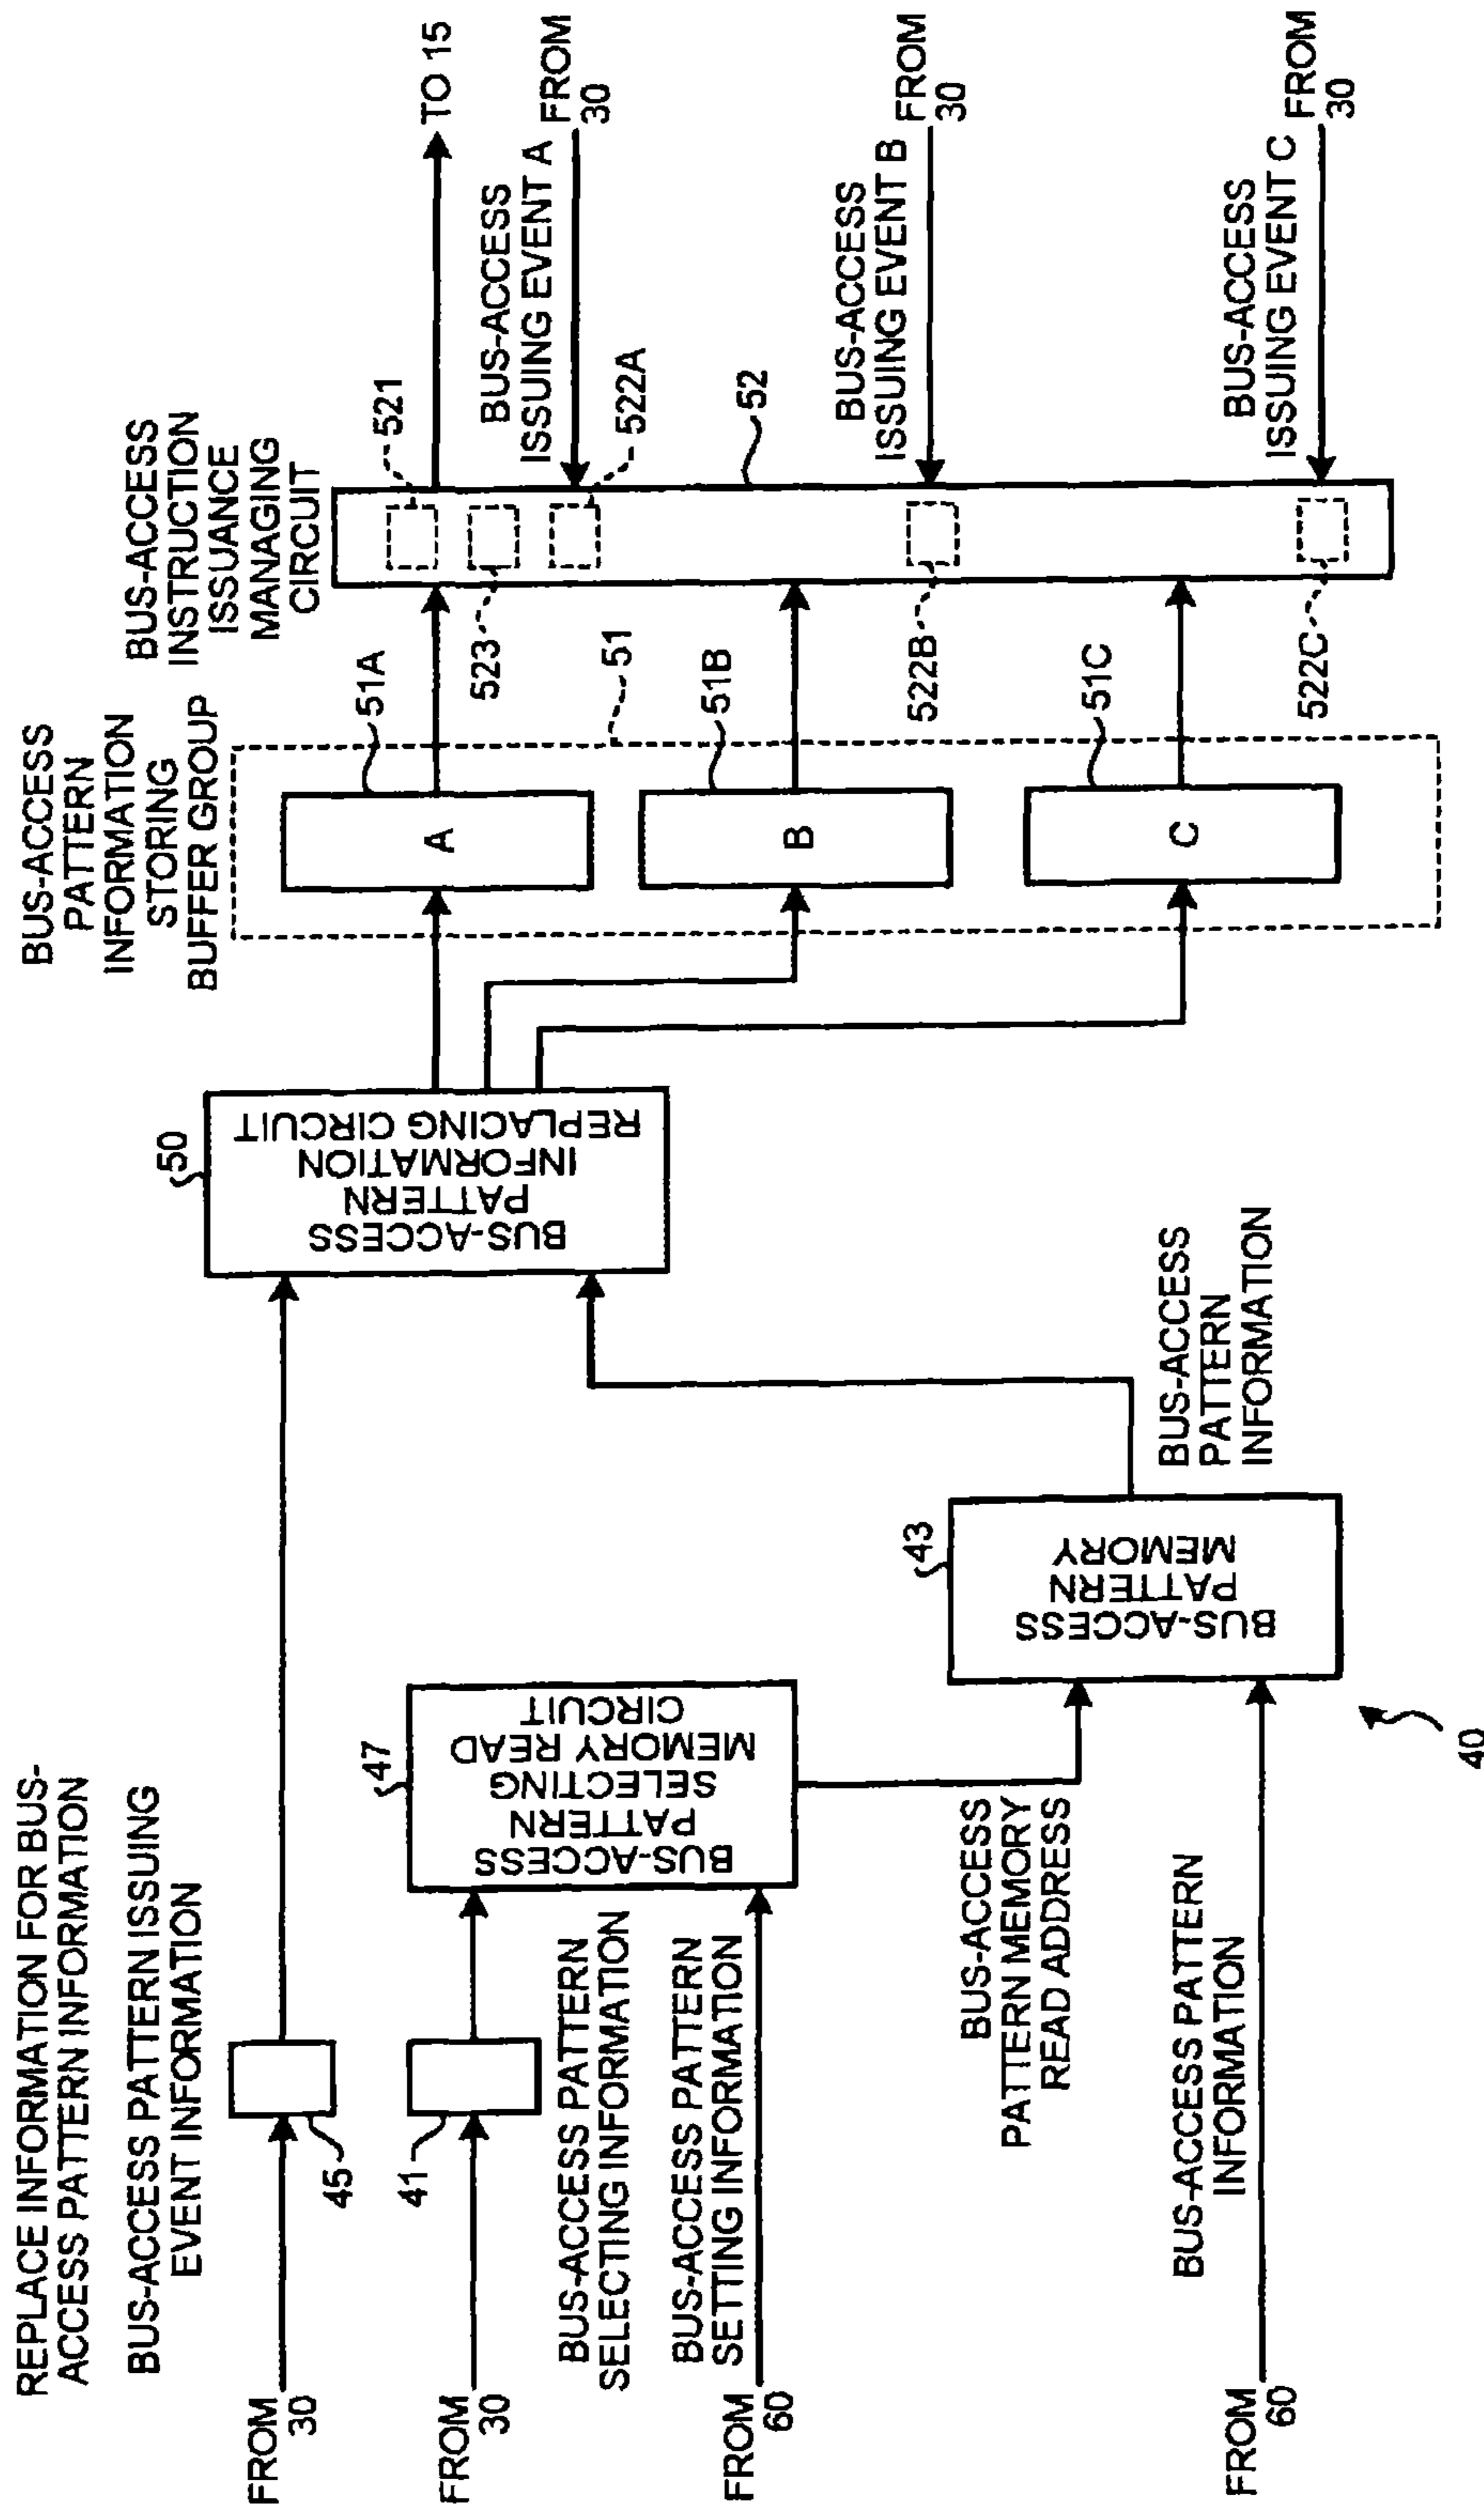 REPLACE INFORMATION FOR BUS-
ACCESS PATTERN INFORMATION
BUS-ACCESS PATTERN ISSUING
EVENT INFORMATION
FROM
30
45
FROM
30
41
BUS-ACCESS PATTERN
SELECTING INFORMATION
BUS-ACCESS PATTERN
SETTING INFORMATION
FROM
60
47
BUS-ACCESS
PATTERN
SELECTING
MEMORY READ
CIRCUIT
BUS-ACCESS
PATTERN MEMORY
READ ADDRESS
BUS-ACCESS PATTERN
INFORMATION
FROM
60
40
43
BUS-ACCESS
PATTERN
MEMORY
BUS-ACCESS
PATTERN
INFORMATION
50
BUS-ACCESS
PATTERN
INFORMATION
REPLACING CIRCUIT
BUS-ACCESS
PATTERN
INFORMATION
STORING
BUFFER GROUP
51A
A
51
51B
B
51C
C
BUS-ACCESS
INSTRUCTION
ISSUANCE
MANAGING
CIRCUIT
521
523
522A
52
522B
522C
TO 15
BUS-ACCESS
ISSUING EVENT A
FROM
30
BUS-ACCESS
ISSUING EVENT B
FROM
30
BUS-ACCESS
ISSUING EVENT C
FROM
30